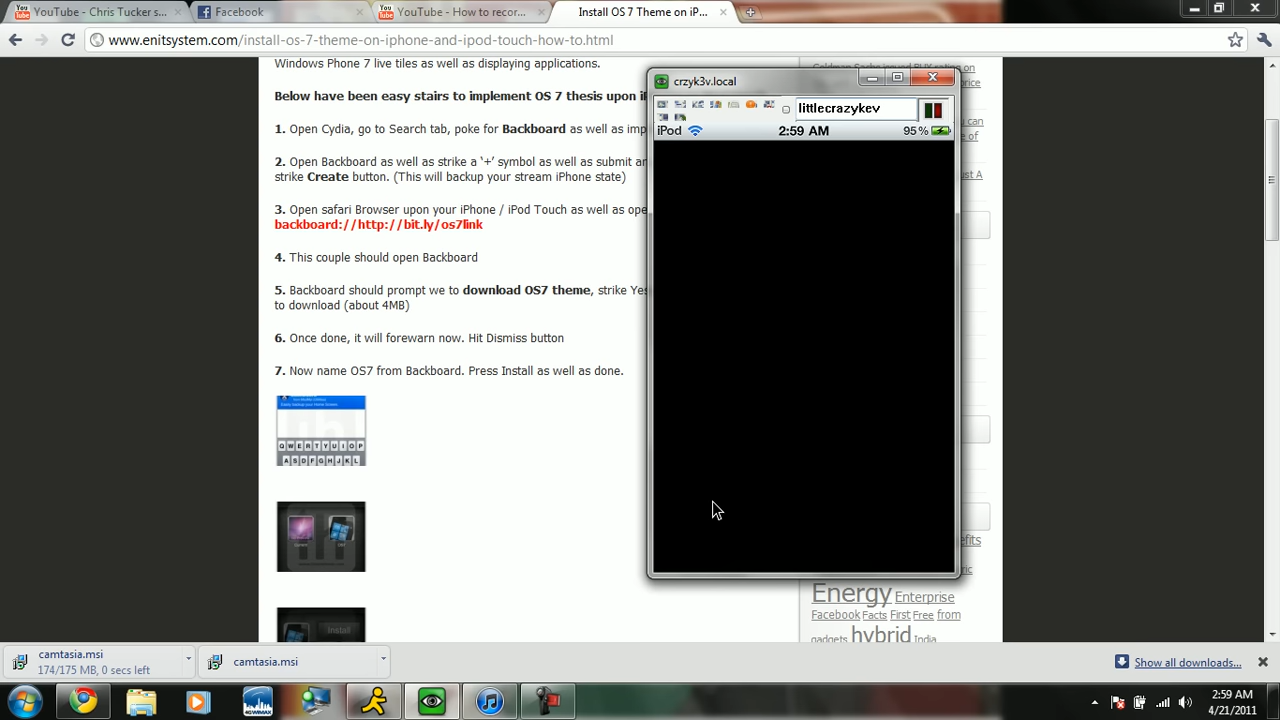 YouTube - Chris Tucker s...
Facebook
YouTube - How to recor...
Install OS 7 Theme on iP...
www.enitsystem.com/install-os-7-theme-on-iphone-and-ipod-touch-how-to.html
Windows Phone 7 live tiles as well as displaying applications.
Below have been easy stairs to implement OS 7 thesis upon
1. Open Cydia, go to Search tab, poke for Backboard as well as
2. Open Backboard as well as strike a '+' symbol as well as submit
strike Create button. (This will backup your stream iPhone state)
3. Open safari Browser upon your iPhone / iPod Touch as well as
backboard://http://bit.ly/os7link
4. This couple should open Backboard
5. Backboard should prompt we to download OS7 theme, strike Yes
to download (about 4MB)
6. Once done, it will forewarn now. Hit Dismiss button
7. Now name OS7 from Backboard. Press Install as well as done.
Q W E R T Y U I O P
A S D F G H J K L
Install
crzyk3v.local
littlecrazykev
iPod
2:59 AM
95%
Energy Enterprise
Facebook Facts First Free from
gadgets hybrid India
camtasia.msi
174/175 MB, 0 secs left
camtasia.msi
Show all downloads...
4G WIMAX
2:59 AM
4/21/2011